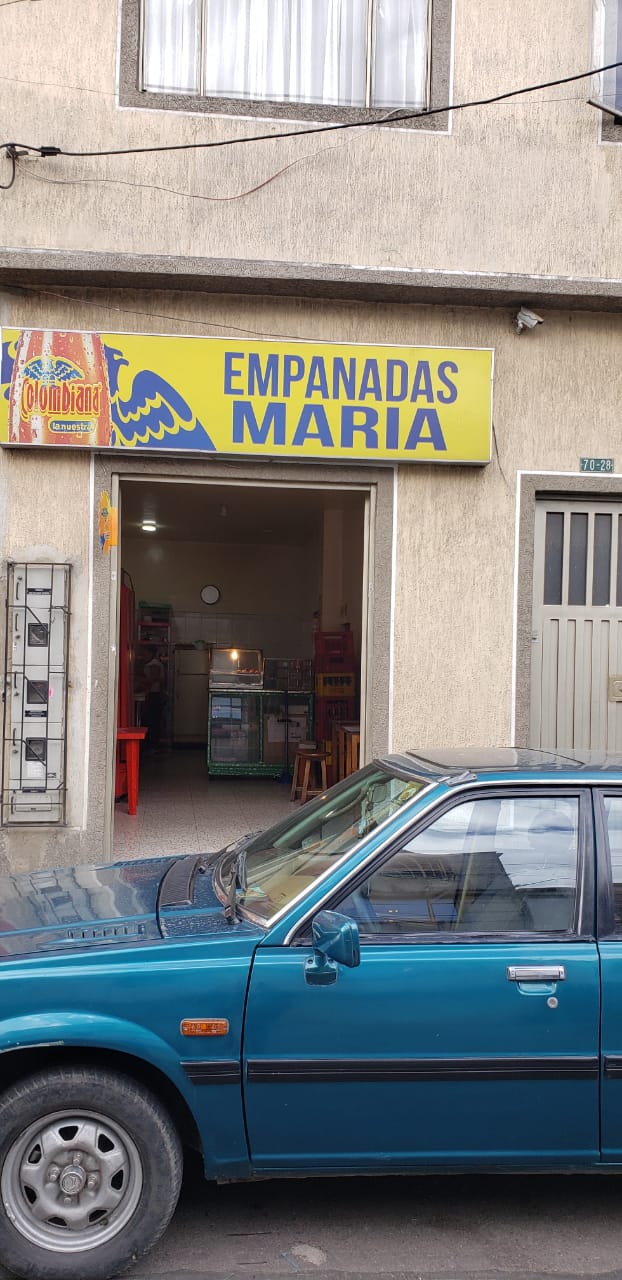 Colombiana
la nuestra
EMPANADAS
MARIA
70-28